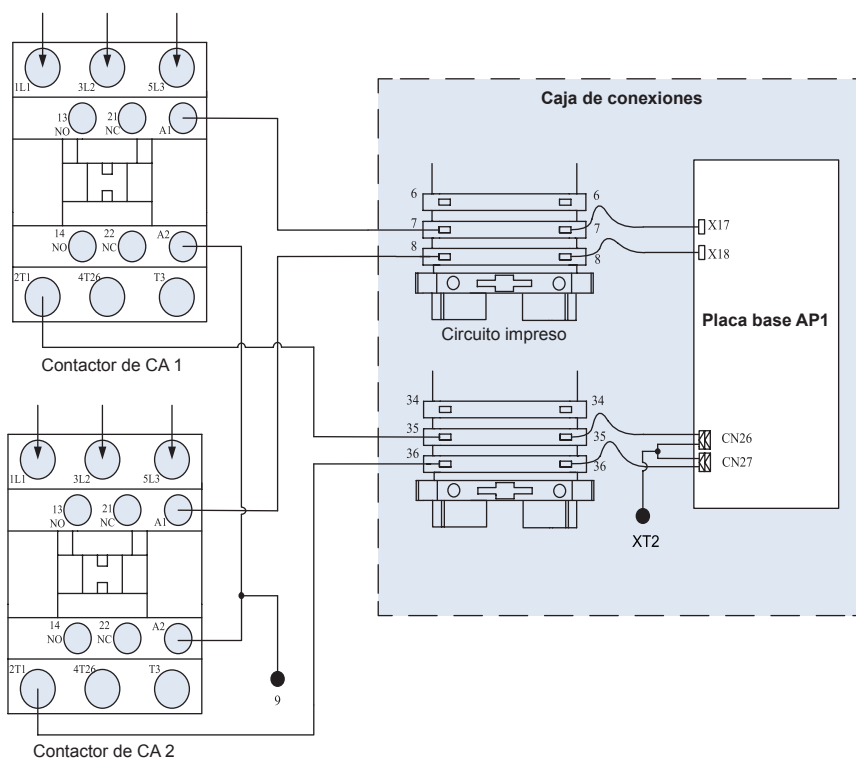 1L1 3L2 5L3
13 NO 21 NC A1
14 NO 22 NC A2
2T1 4T26 T3
Contactor de CA 1
1L1 3L2 5L3
13 NO 21 NC A1
14 NO 22 NC A2
2T1 4T26 T3
Contactor de CA 2
9
Caja de conexiones
6 6
7 7
8 8
Circuito impreso
34 34
35 35
36 36
X17
X18
Placa base AP1
CN26
CN27
XT2